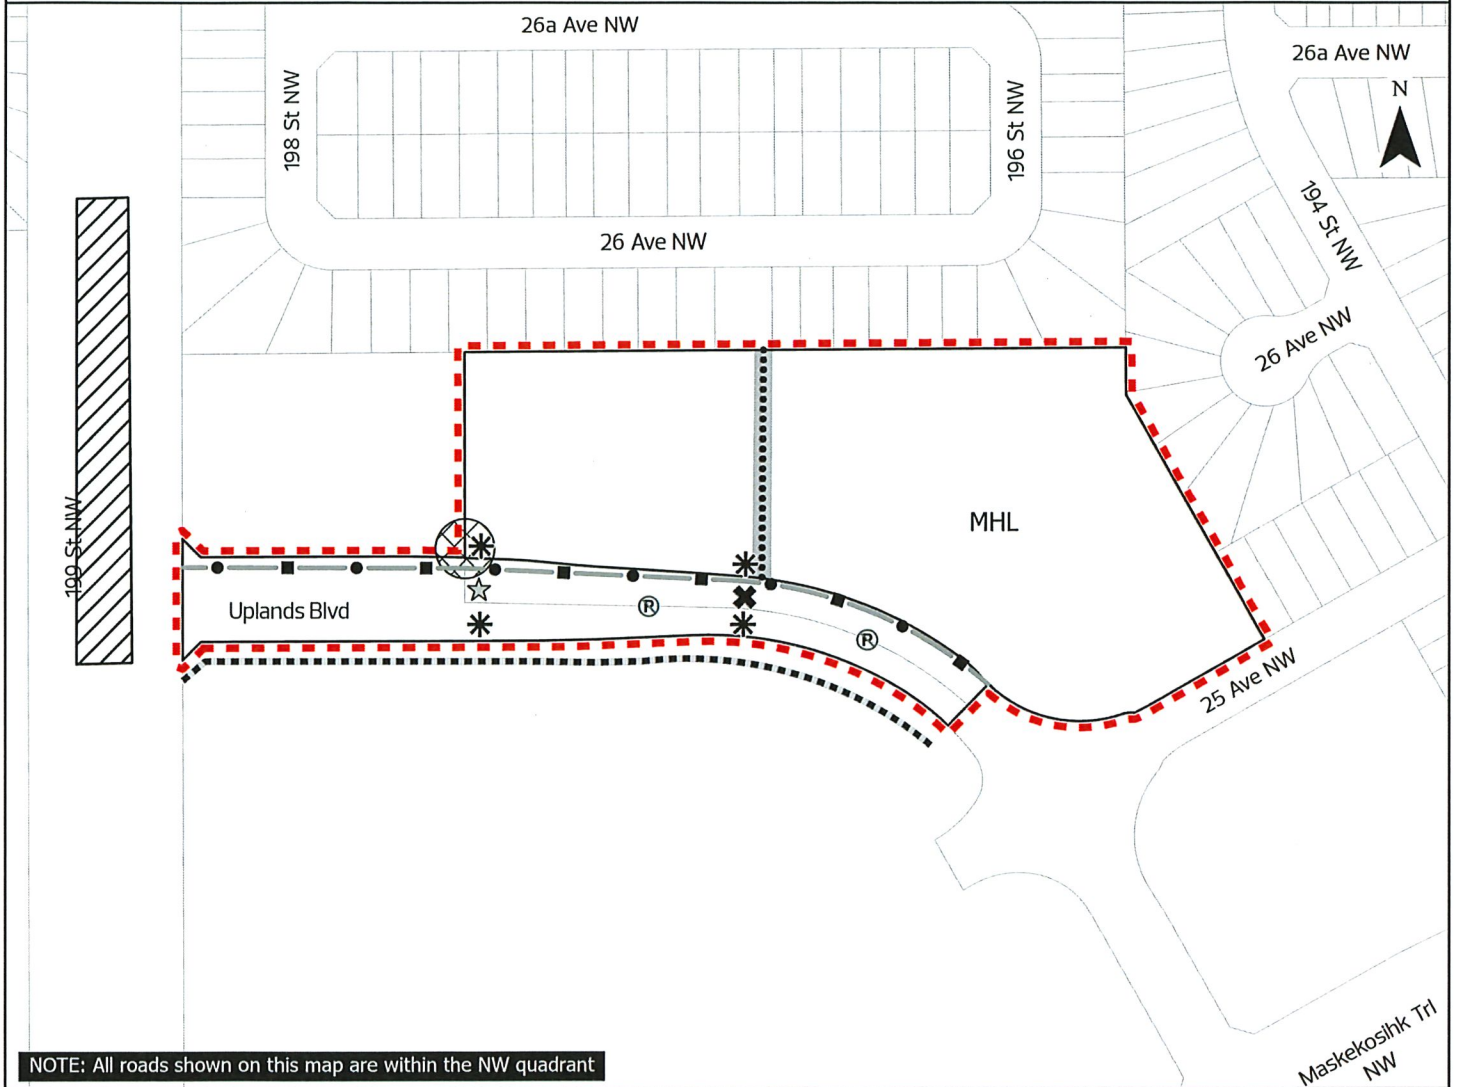 26a Ave NW
26a Ave NW
N
198 St NW
196 St NW
194 St NW
26 Ave NW
26 Ave NW
MHL
199 St NW
Uplands Blvd
®
®
25 Ave NW
Maskekosihk Trl
NW
NOTE: All roads shown on this map are within the NW quadrant